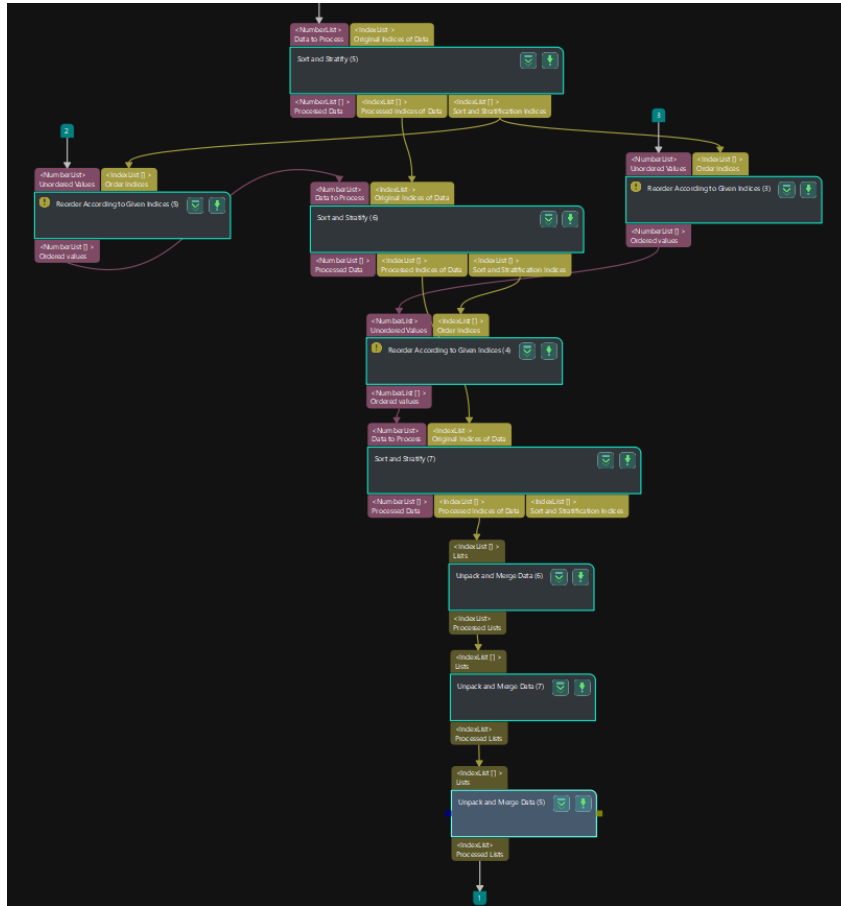 <NumberList> <IndexList >
Data to Process Original Indices of Data
Sort and Stratify (5)
<NumberList [] > <IndexList [] > <IndexList [] >
Processed Data Processed Indices of Data Sort and Stratification Indices
2
3
<NumberList> <IndexList [] >
Unordered Values Order Indices
Reorder According to Given Indices (5)
<NumberList [] >
Ordered values
<NumberList> <IndexList >
Data to Process Original Indices of Data
Sort and Stratify (6)
<NumberList []> <IndexList [] > <IndexList [] >
Processed Data Processed Indices of Data Sort and Stratification Indices
<NumberList> <IndexList [] >
Unordered Values Order Indices
Reorder According to Given Indices (3)
<NumberList [] >
Ordered values
<NumberList> <IndexList [] >
Unordered Values Order Indices
Reorder According to Given Indices (4)
<NumberList [] >
Ordered values
<NumberList> <IndexList >
Data to Process Original Indices of Data
Sort and Stratify (7)
<NumberList [] > <IndexList [] > <IndexList [] >
Processed Data Processed Indices of Data Sort and Stratification Indices
<IndexList [] >
Lists
Unpack and Merge Data (6)
<IndexList>
Processed Lists
<IndexList [] >
Lists
Unpack and Merge Data (7)
<IndexList>
Processed Lists
<IndexList [] >
Lists
Unpack and Merge Data (5)
<IndexList>
Processed Lists
1